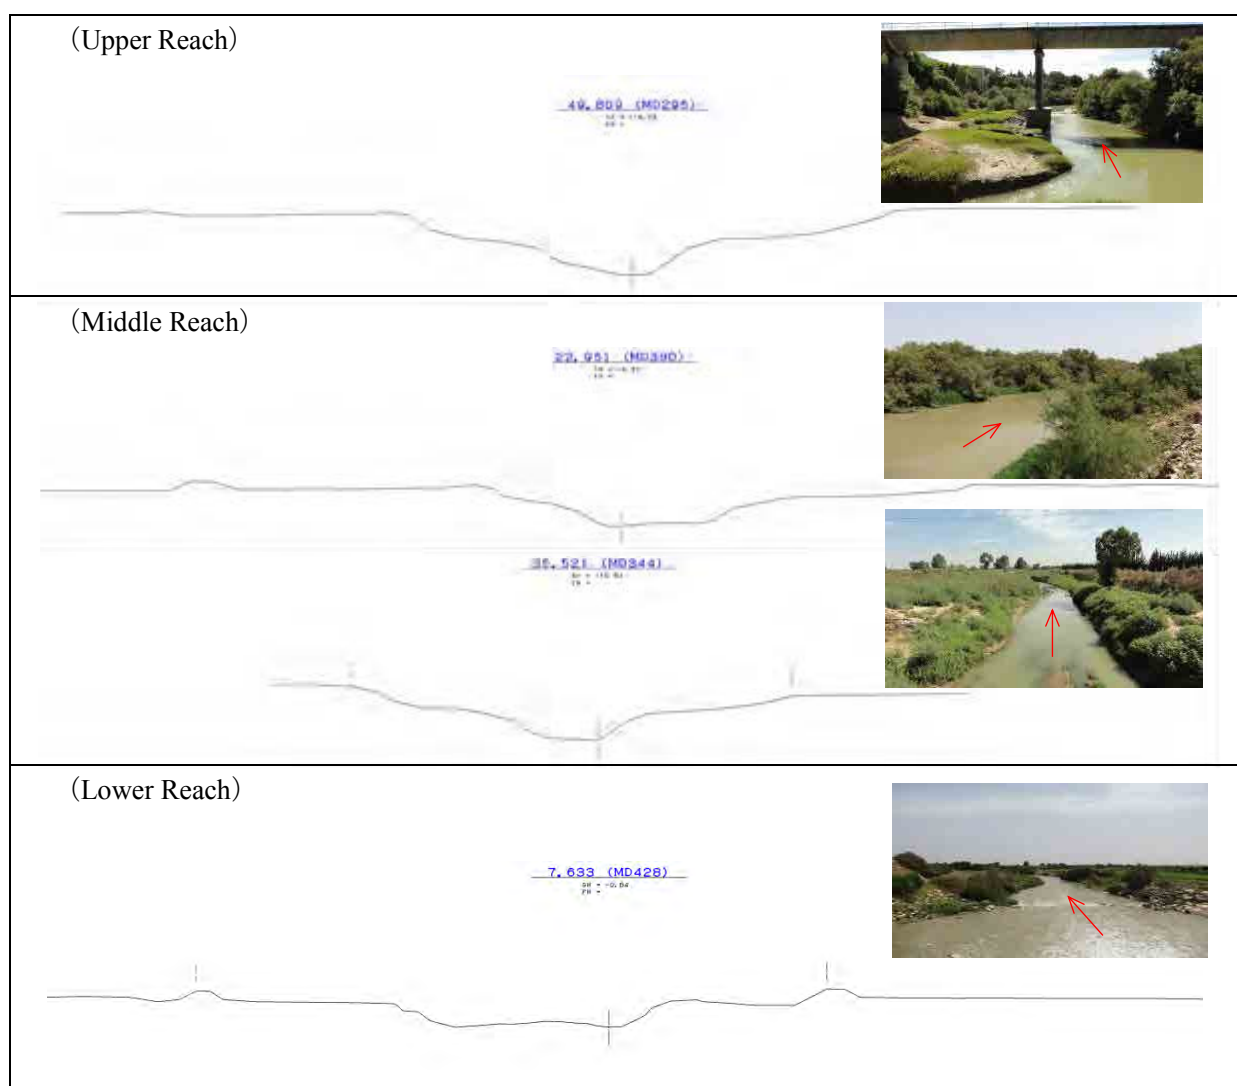 (Upper Reach)
49.809 (MD295)
(Middle Reach)
22.951 (MD390)
35.521 (MD344)
(Lower Reach)
7.633 (MD428)